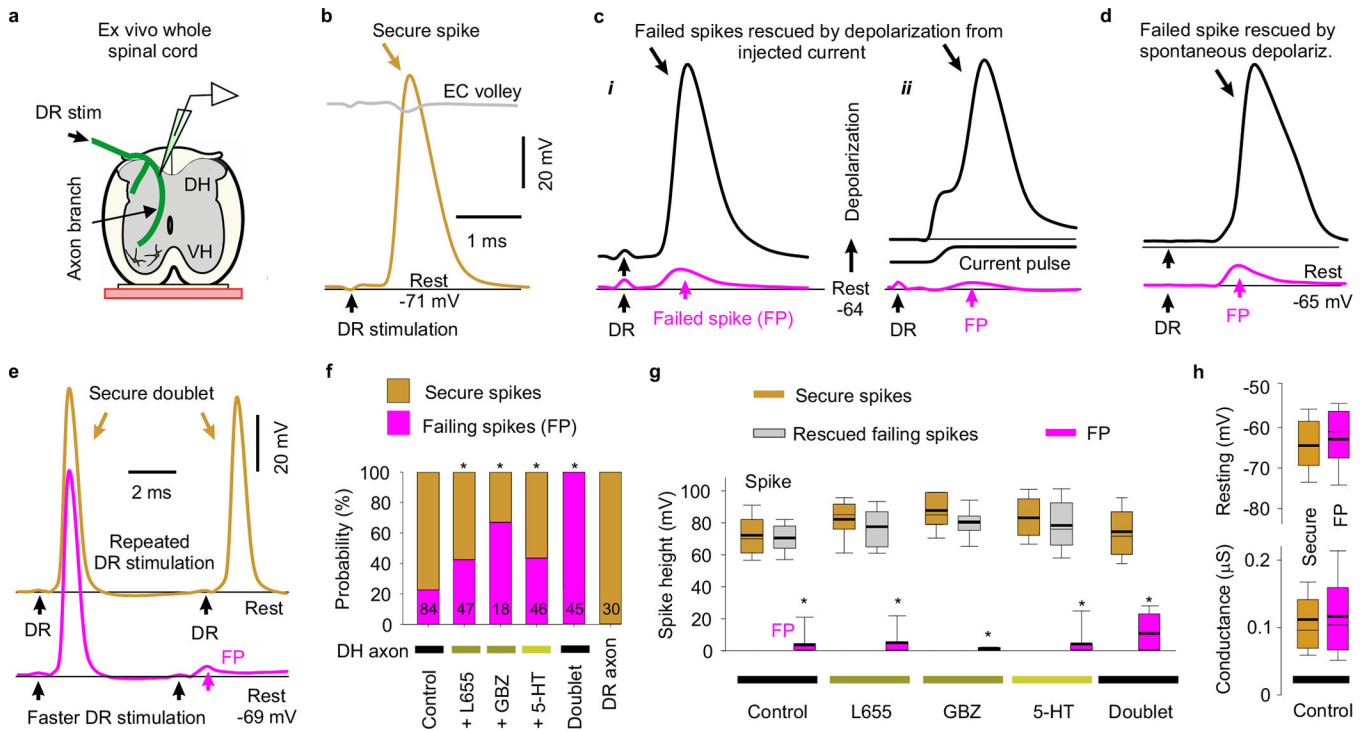 a
Ex vivo whole
spinal cord
DR stim
Axon branch
DH
VH
b
Secure spike
EC volley
20 mV
1 ms
Rest
-71 mV
DR stimulation
c
Failed spikes rescued by depolarization from
injected current
i
DR
Failed spike (FP)
Depolarization
Rest
-64
ii
Current pulse
DR
FP
d
Failed spike rescued by
spontaneous depolariz.
Rest
-65 mV
DR
FP
e
Secure doublet
20 mV
2 ms
Repeated
DR stimulation
Rest
DR
DR
FP
Rest
-69 mV
Faster DR stimulation
f
Secure spikes
Failing spikes (FP)
Probability (%)
100
80
60
40
20
0
* * * *
84 47 18 46 45 30
DH axon
Control
+ L655
+ GBZ
+ 5-HT
Doublet
DR axon
g
Secure spikes
Rescued failing spikes
FP
Spike height (mV)
120
100
80
60
40
20
0
Spike
FP
* * * * *
Control L655 GBZ 5-HT Doublet
h
Resting (mV)
-50
-60
-70
-80
Secure
FP
Conductance (µS)
0.2
0.1
0
Control